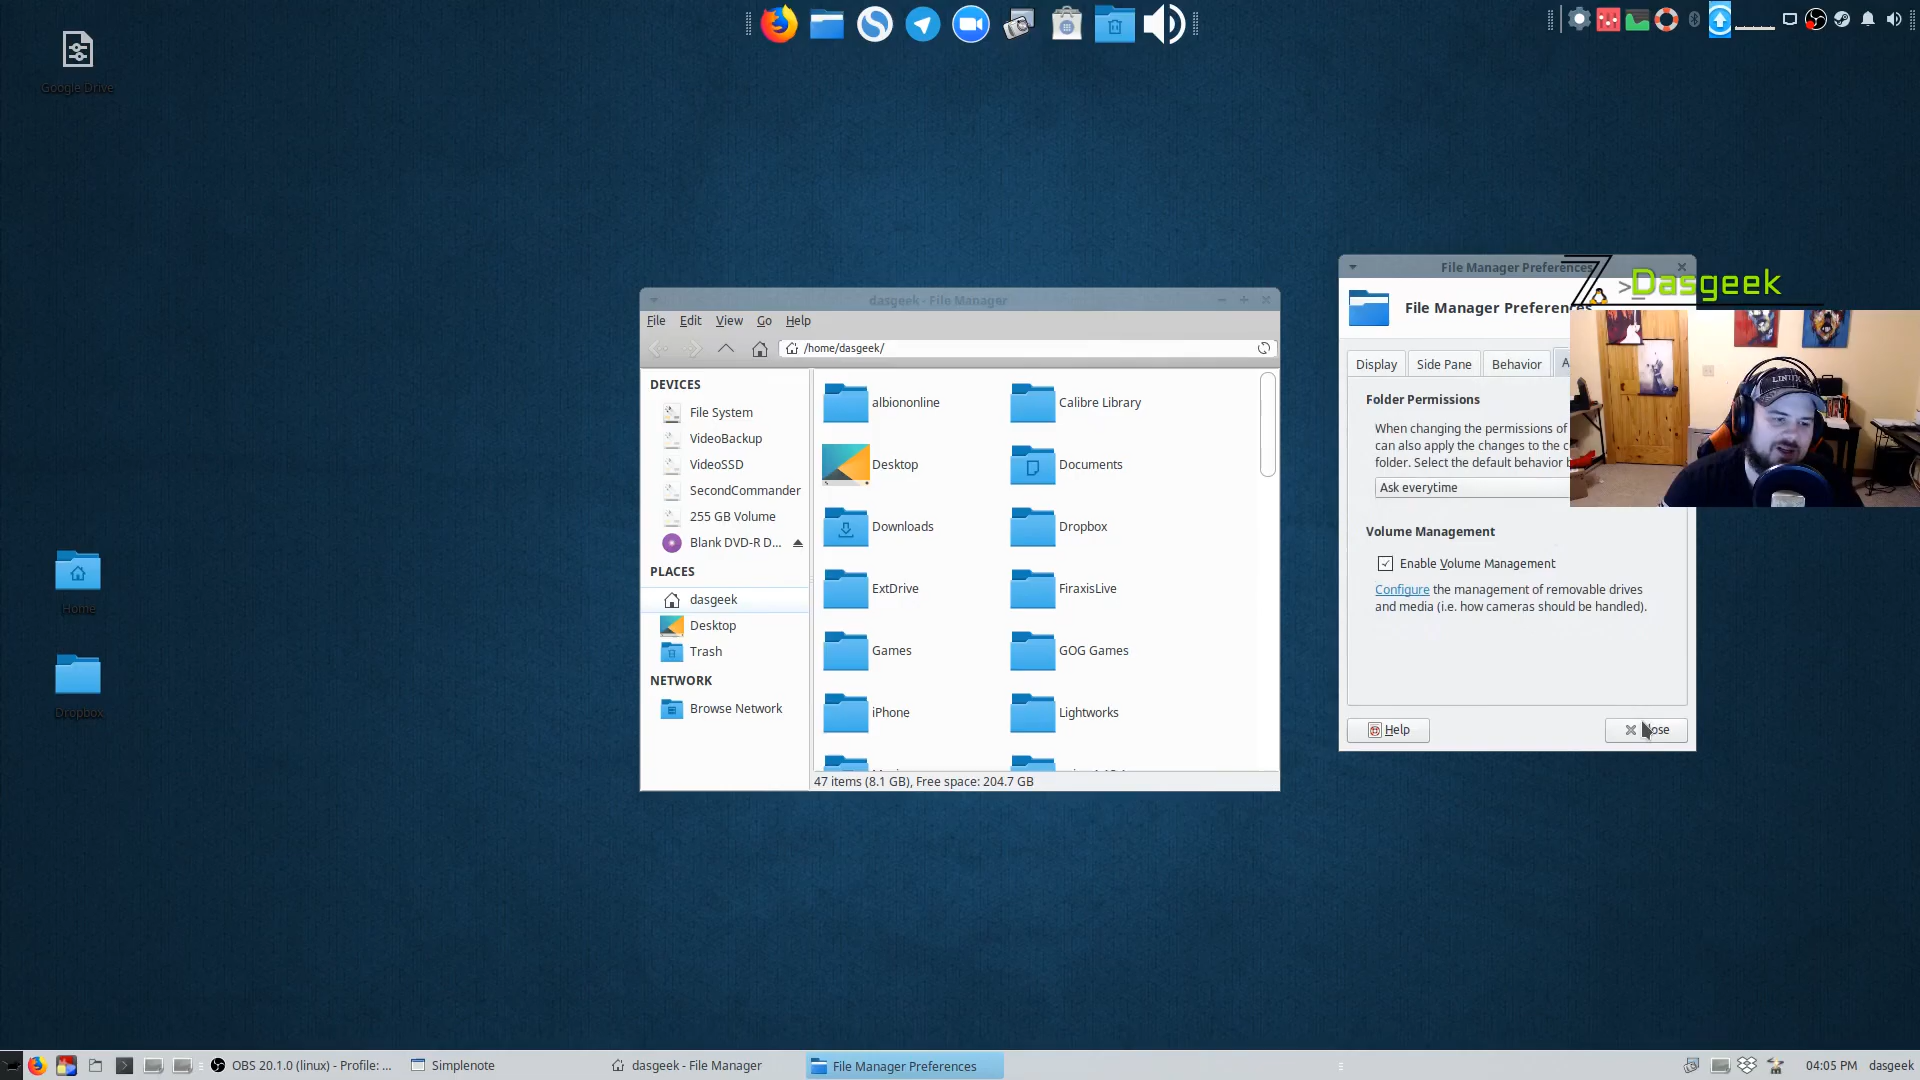 Google Drive
Home
Dropbox
dasgeek - File Manager
File Edit View Go Help
/home/dasgeek/
DEVICES
File System
VideoBackup
VideoSSD
SecondCommander
255 GB Volume
Blank DVD-R D...
PLACES
dasgeek
Desktop
Trash
NETWORK
Browse Network
albiononline
Calibre Library
Desktop
Documents
Downloads
Dropbox
ExtDrive
FiraxisLive
Games
GOG Games
iPhone
Lightworks
47 items (8.1 GB), Free space: 204.7 GB
File Manager Preferences
File Manager Preferences
>Dasgeek
LINUX
Display Side Pane Behavior
Folder Permissions
When changing the permissions of
can also apply the changes to the
folder. Select the default behavior
Ask everytime
Volume Management
Enable Volume Management
Configure the management of removable drives
and media (i.e. how cameras should be handled).
Help
OBS 20.1.0 (linux) - Profile: ...
Simplenote
dasgeek - File Manager
File Manager Preferences
04:05 PM
dasgeek